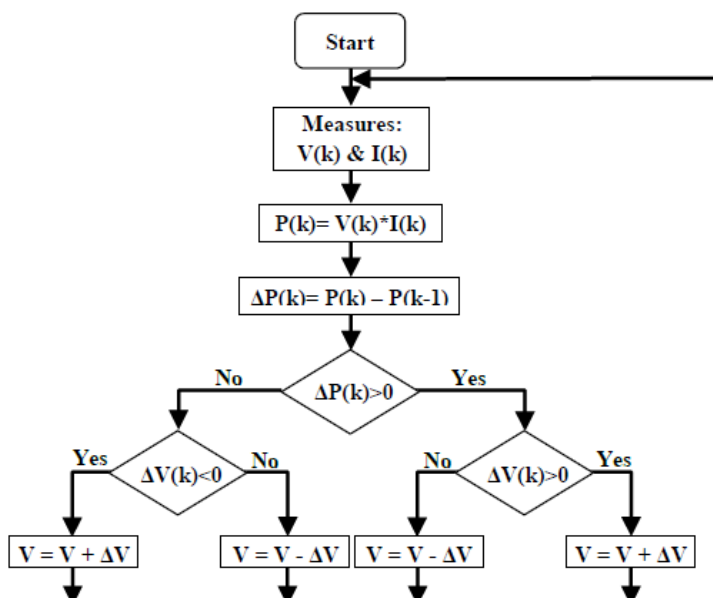 Start
Measures:
V(k) & I(k)
P(k)= V(k)*I(k)
ΔP(k)= P(k) – P(k-1)
No
ΔP(k)>0
Yes
Yes
ΔV(k)<0
No
No
ΔV(k)>0
Yes
V = V + ΔV
V = V - ΔV
V = V - ΔV
V = V + ΔV